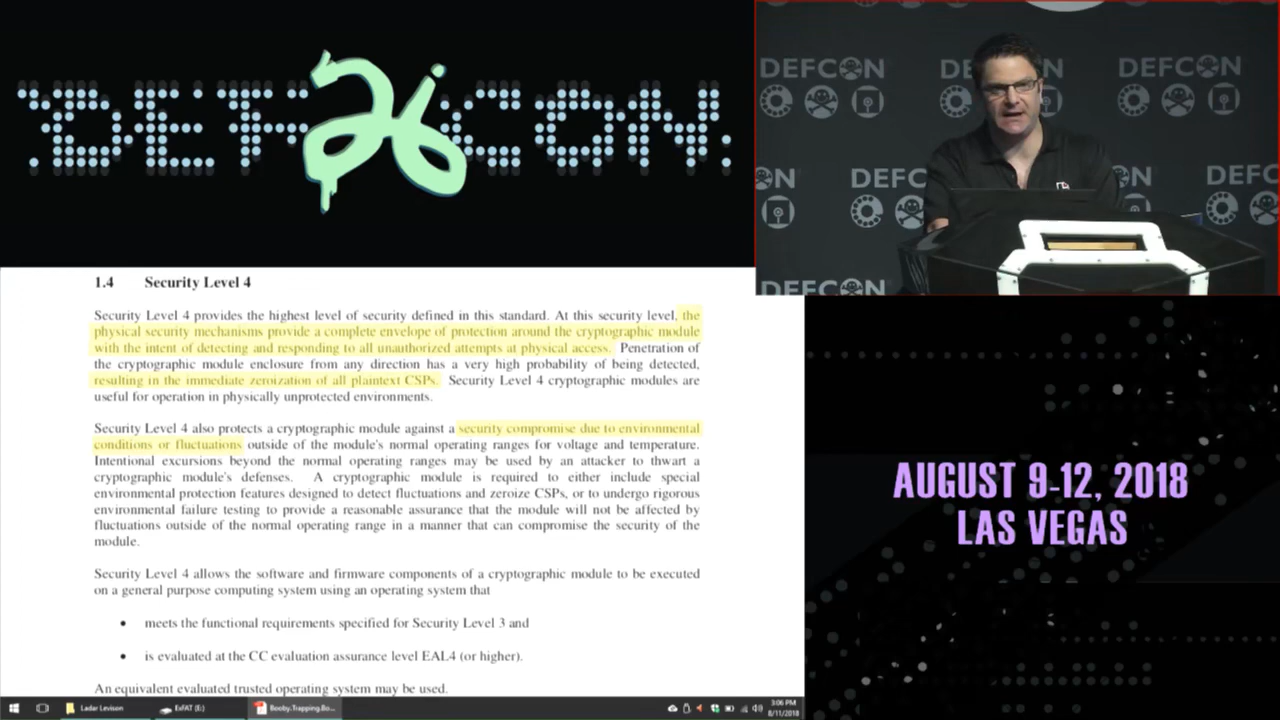 DEF 26 CON
DEFCON
DEFCON
DEFCON
CON
DEFC
DEF
DEFCON
1.4 Security Level 4
Security Level 4 provides the highest level of security defined in this standard. At this security level, the
physical security mechanisms provide a complete envelope of protection around the cryptographic module
with the intent of detecting and responding to all unauthorized attempts at physical access. Penetration of
the cryptographic module enclosure from any direction has a very high probability of being detected,
resulting in the immediate zeroization of all plaintext CSPs. Security Level 4 cryptographic modules are
useful for operation in physically unprotected environments.
Security Level 4 also protects a cryptographic module against a security compromise due to environmental
conditions or fluctuations outside of the module's normal operating ranges for voltage and temperature.
Intentional excursions beyond the normal operating ranges may be used by an attacker to thwart a
cryptographic module's defenses. A cryptographic module is required to either include special
environmental protection features designed to detect fluctuations and zeroize CSPs, or to undergo rigorous
environmental failure testing to provide a reasonable assurance that the module will not be affected by
fluctuations outside of the normal operating range in a manner that can compromise the security of the
module.
Security Level 4 allows the software and firmware components of a cryptographic module to be executed
on a general purpose computing system using an operating system that
• meets the functional requirements specified for Security Level 3 and
• is evaluated at the CC evaluation assurance level EAL4 (or higher).
An equivalent evaluated trusted operating system may be used.
AUGUST 9-12, 2018
LAS VEGAS
Ladar Levison
ExFAT (E:)
Booby.Trapping.Bo...
3:06 PM
8/11/2018